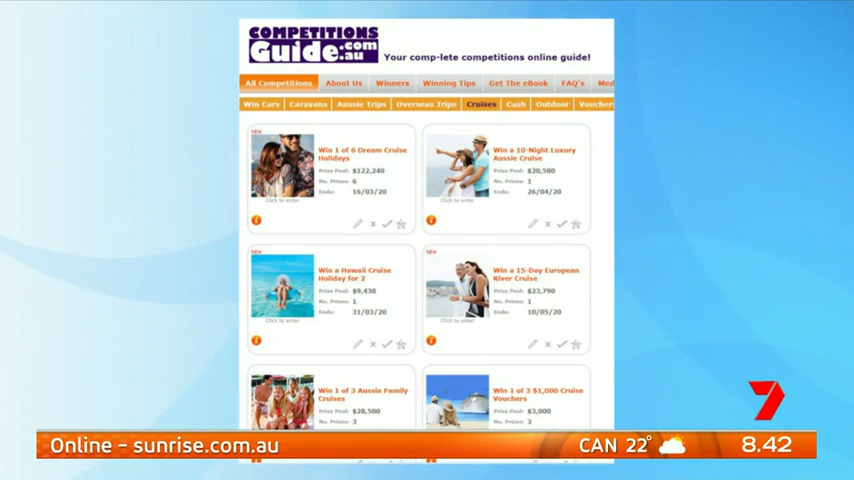 COMPETITIONS
Guide.com.au
Your comp-lete competitions online guide!
All Competitions About Us Winners Winning Tips Get The eBook FAQ's Med
Win Cars Caravans Aussie Trips Overseas Trips Cruises Cash Outdoor Voucher
NEW
Win 1 of 6 Dream Cruise
Holidays
Prize Pool: $122,240
No. Prizes: 6
Ends: 16/03/20
Click to enter
Win a 10-Night Luxury
Aussie Cruise
Prize Pool: $20,580
No. Prizes: 1
Ends: 26/04/20
Click to enter
NEW
Win a Hawaii Cruise
Holiday for 2
Prize Pool: $9,430
No. Prizes: 1
Ends: 31/03/20
Click to enter
NEW
Win a 15-Day European
River Cruise
Prize Pool: $23,790
No. Prizes: 1
Ends: 10/05/20
Click to enter
NEW
Win 1 of 3 Aussie Family
Cruises
Prize Pool: $28,500
No. Prizes: 3
Win 1 of 3 $1,000 Cruise
Vouchers
Prize Pool: $3,000
No. Prizes: 3
7
Online – sunrise.com.au CAN 22° 8.42